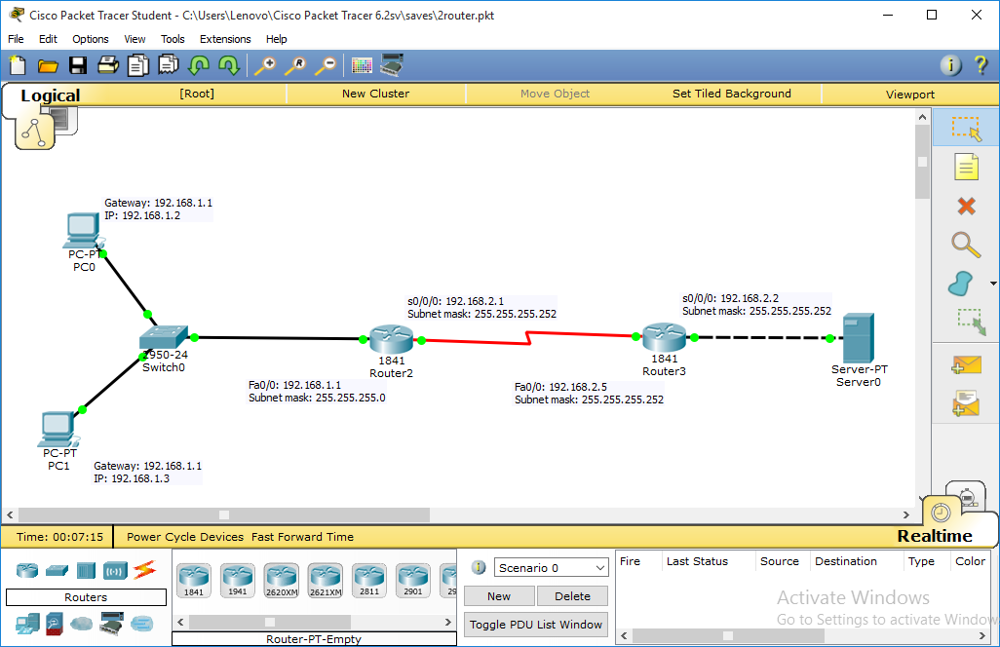 Cisco Packet Tracer Student - C:\Users\Lenovo\Cisco Packet Tracer 6.2sv\saves\2router.pkt
File Edit Options View Tools Extensions Help
Logical [Root] New Cluster Move Object Set Tiled Background Viewport
Gateway: 192.168.1.1
IP: 192.168.1.2
PC-PT
PC0
s0/0/0: 192.168.2.1
Subnet mask: 255.255.255.252
s0/0/0: 192.168.2.2
Subnet mask: 255.255.255.252
2950-24
Switch0
1841
Router2
1841
Router3
Server-PT
Server0
Fa0/0: 192.168.1.1
Subnet mask: 255.255.255.0
Fa0/0: 192.168.2.5
Subnet mask: 255.255.255.252
PC-PT
PC1
Gateway: 192.168.1.1
IP: 192.168.1.3
Time: 00:07:15 Power Cycle Devices Fast Forward Time Realtime
Routers
1841 1941 2620XM 2621XM 2811 2901 29
Router-PT-Empty
Scenario 0
New Delete
Toggle PDU List Window
Fire Last Status Source Destination Type Color
Activate Windows
Go to Settings to activate Window